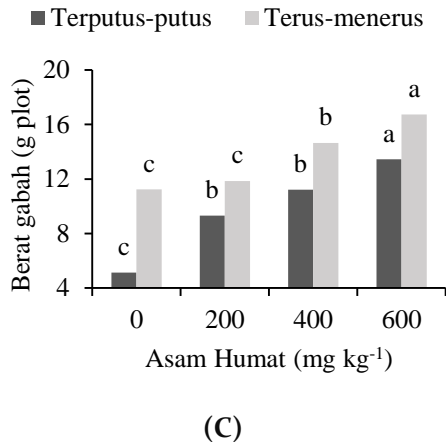 ■ Terputus-putus ■ Terus-menerus
Berat gabah (g plot)
20
16
12
8
4
c c b c b b a a
0 200 400 600
Asam Humat (mg kg⁻¹)
(C)